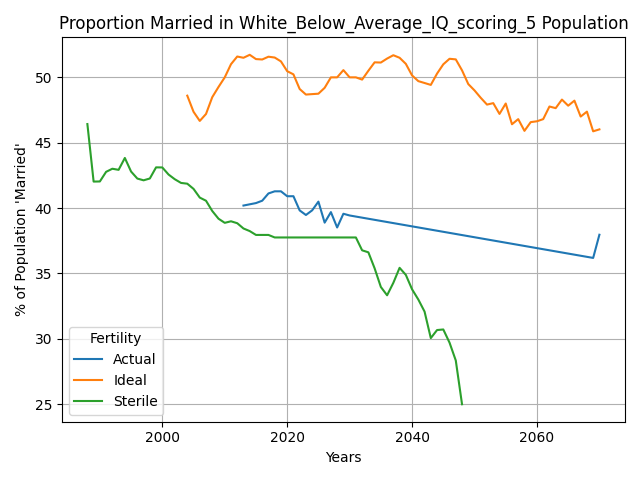 Proportion Married in White_Below_Average_IQ_scoring_5 Population
% of Population 'Married'
50
45
40
35
30
25
Fertility
Actual
Ideal
Sterile
2000 2020 2040 2060
Years